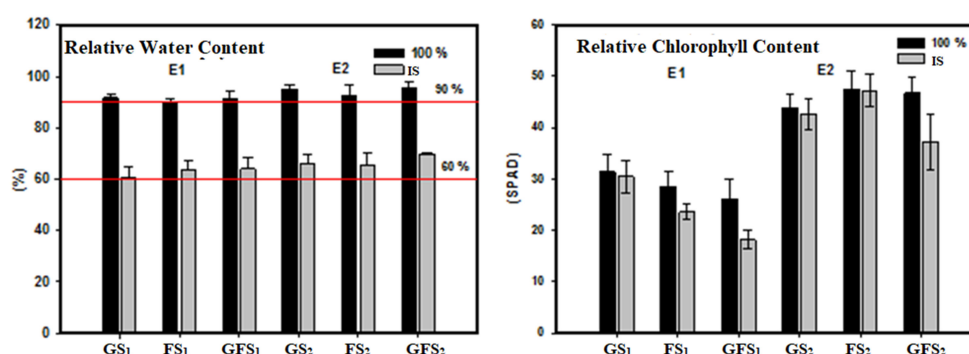 Relative Water Content
100 %
IS
E1
E2
90 %
60 %
120
100
80
60
40
20
0
(%)
GS1
FS1
GFS1
GS2
FS2
GFS2
Relative Chlorophyll Content
100 %
IS
E1
E2
60
50
40
30
20
10
0
(SPAD)
GS1
FS1
GFS1
GS2
FS2
GFS2